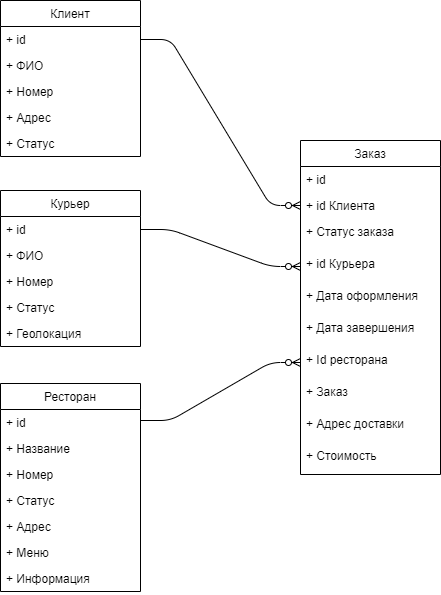 Клиент
+ id
+ ФИО
+ Номер
+ Адрес
+ Статус
Курьер
+ id
+ ФИО
+ Номер
+ Статус
+ Геолокация
Ресторан
+ id
+ Название
+ Номер
+ Статус
+ Адрес
+ Меню
+ Информация
Заказ
+ id
+ id Клиента
+ Статус заказа
+ id Курьера
+ Дата оформления
+ Дата завершения
+ Id ресторана
+ Заказ
+ Адрес доставки
+ Стоимость